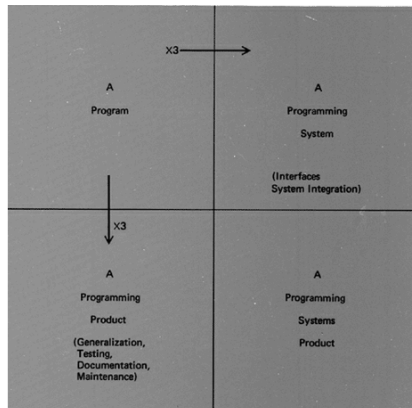 X3
A
Program
A
Programming
System
(Interfaces
System Integration)
X3
A
Programming
Product
(Generalization,
Testing,
Documentation,
Maintenance)
A
Programming
Systems
Product